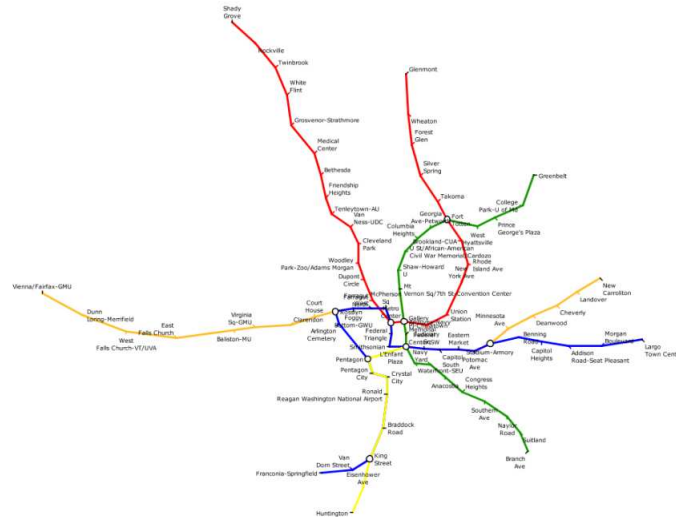 Shady
Grove
Rockville
Twinbrook
White
Flint
Grosvenor-Strathmore
Medical
Center
Bethesda
Friendship
Heights
Tenleytown-AU
Van
Ness-UDC
Cleveland
Park
Woodley
Park-Zoo/Adams Morgan
Dupont
Circle
Glenmont
Wheaton
Forest
Glen
Silver
Spring
Takoma
Fort
Totten
Georgia
Ave-Petworth
Greenbelt
College
Park-U of Md
Prince
George's Plaza
West
Hyattsville
Columbia
Heights
Brookland-CUA
U St/African-American
Civil War Memorial/Cardozo
Rhode
Island Ave
New
York Ave
Shaw-Howard
U
Mt
Vernon Sq/7th St-Convention Center
McPherson
Sq
Metro
Center
Union
Station
Gallery
Vienna/Fairfax-GMU
Dunn
Loring-Merrifield
West
Falls Church-VT/UVA
East
Falls Church
Virginia
Sq-GMU
Ballston-MU
Clarendon
Court
House
Rosslyn
Foggy
Bottom-GWU
Arlington
Cemetery
Federal
Triangle
Smithsonian
L'Enfant
Plaza
Federal
Navy
Yard
Waterfront-SEU
Capitol
South
Eastern
Market
Potomac
Ave
Stadium-Armory
Minnesota
Ave
Deanwood
Cheverly
Landover
New
Carrollton
Benning
Road
Capitol
Heights
Addison
Road-Seat Pleasant
Morgan
Boulevard
Largo
Town Cent
Pentagon
Pentagon
City
Crystal
City
Ronald
Reagan Washington National Airport
Braddock
Road
King
Street
Van
Dorn Street
Franconia-Springfield
Eisenhower
Ave
Huntington
Anacostia
Congress
Heights
Southern
Ave
Naylor
Road
Suitland
Branch
Ave